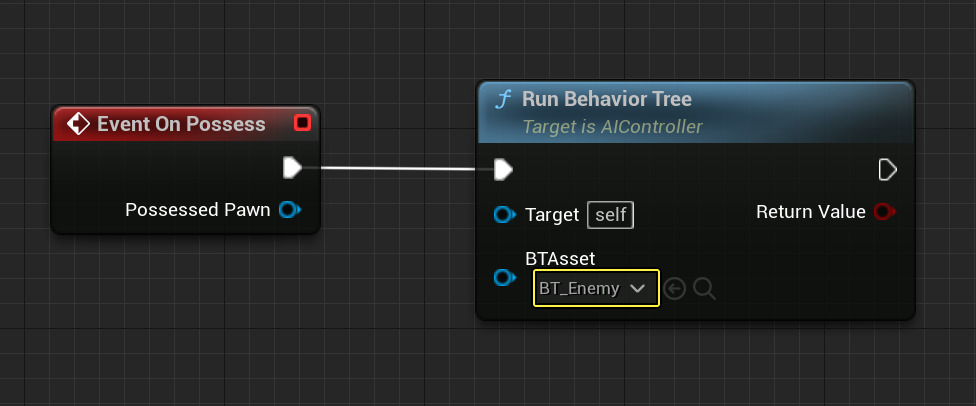 Event On Possess
Possessed Pawn
f Run Behavior Tree
Target is AIController
Target self
Return Value
BTAsset
BT_Enemy